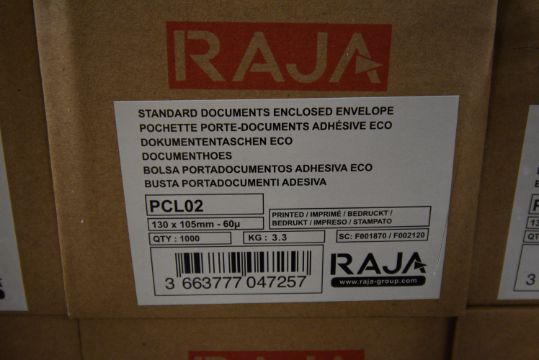 RAJA
STANDARD DOCUMENTS ENCLOSED ENVELOPE
POCHETTE PORTE-DOCUMENTS ADHÉSIVE ECO
DOKUMENTENTASCHEN ECO
DOCUMENTHOES
BOLSA PORTADOCUMENTOS ADHESIVA ECO
BUSTA PORTADOCUMENTI ADESIVA
PCL02
130 x 105mm - 60µ
PRINTED / IMPRIMÉ / BEDRUCKT /
BEDRUKT / IMPRESO / STAMPATO
QTY : 1000
KG : 3.3
SC: F001870 / F002120
3 663777 047257
RAJA
www.raja-group.com
RAJA